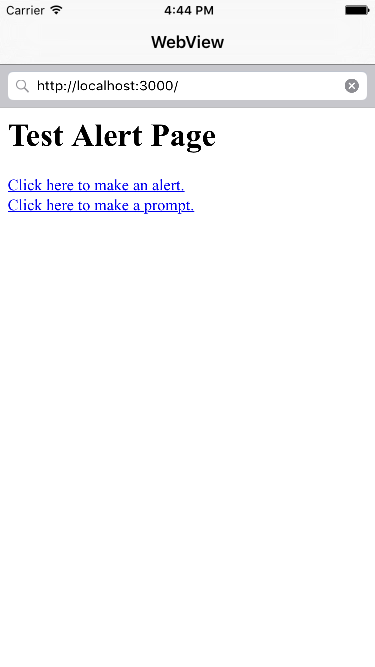 Carrier 4:44 PM
WebView
http://localhost:3000/
Test Alert Page
Click here to make an alert.
Click here to make a prompt.